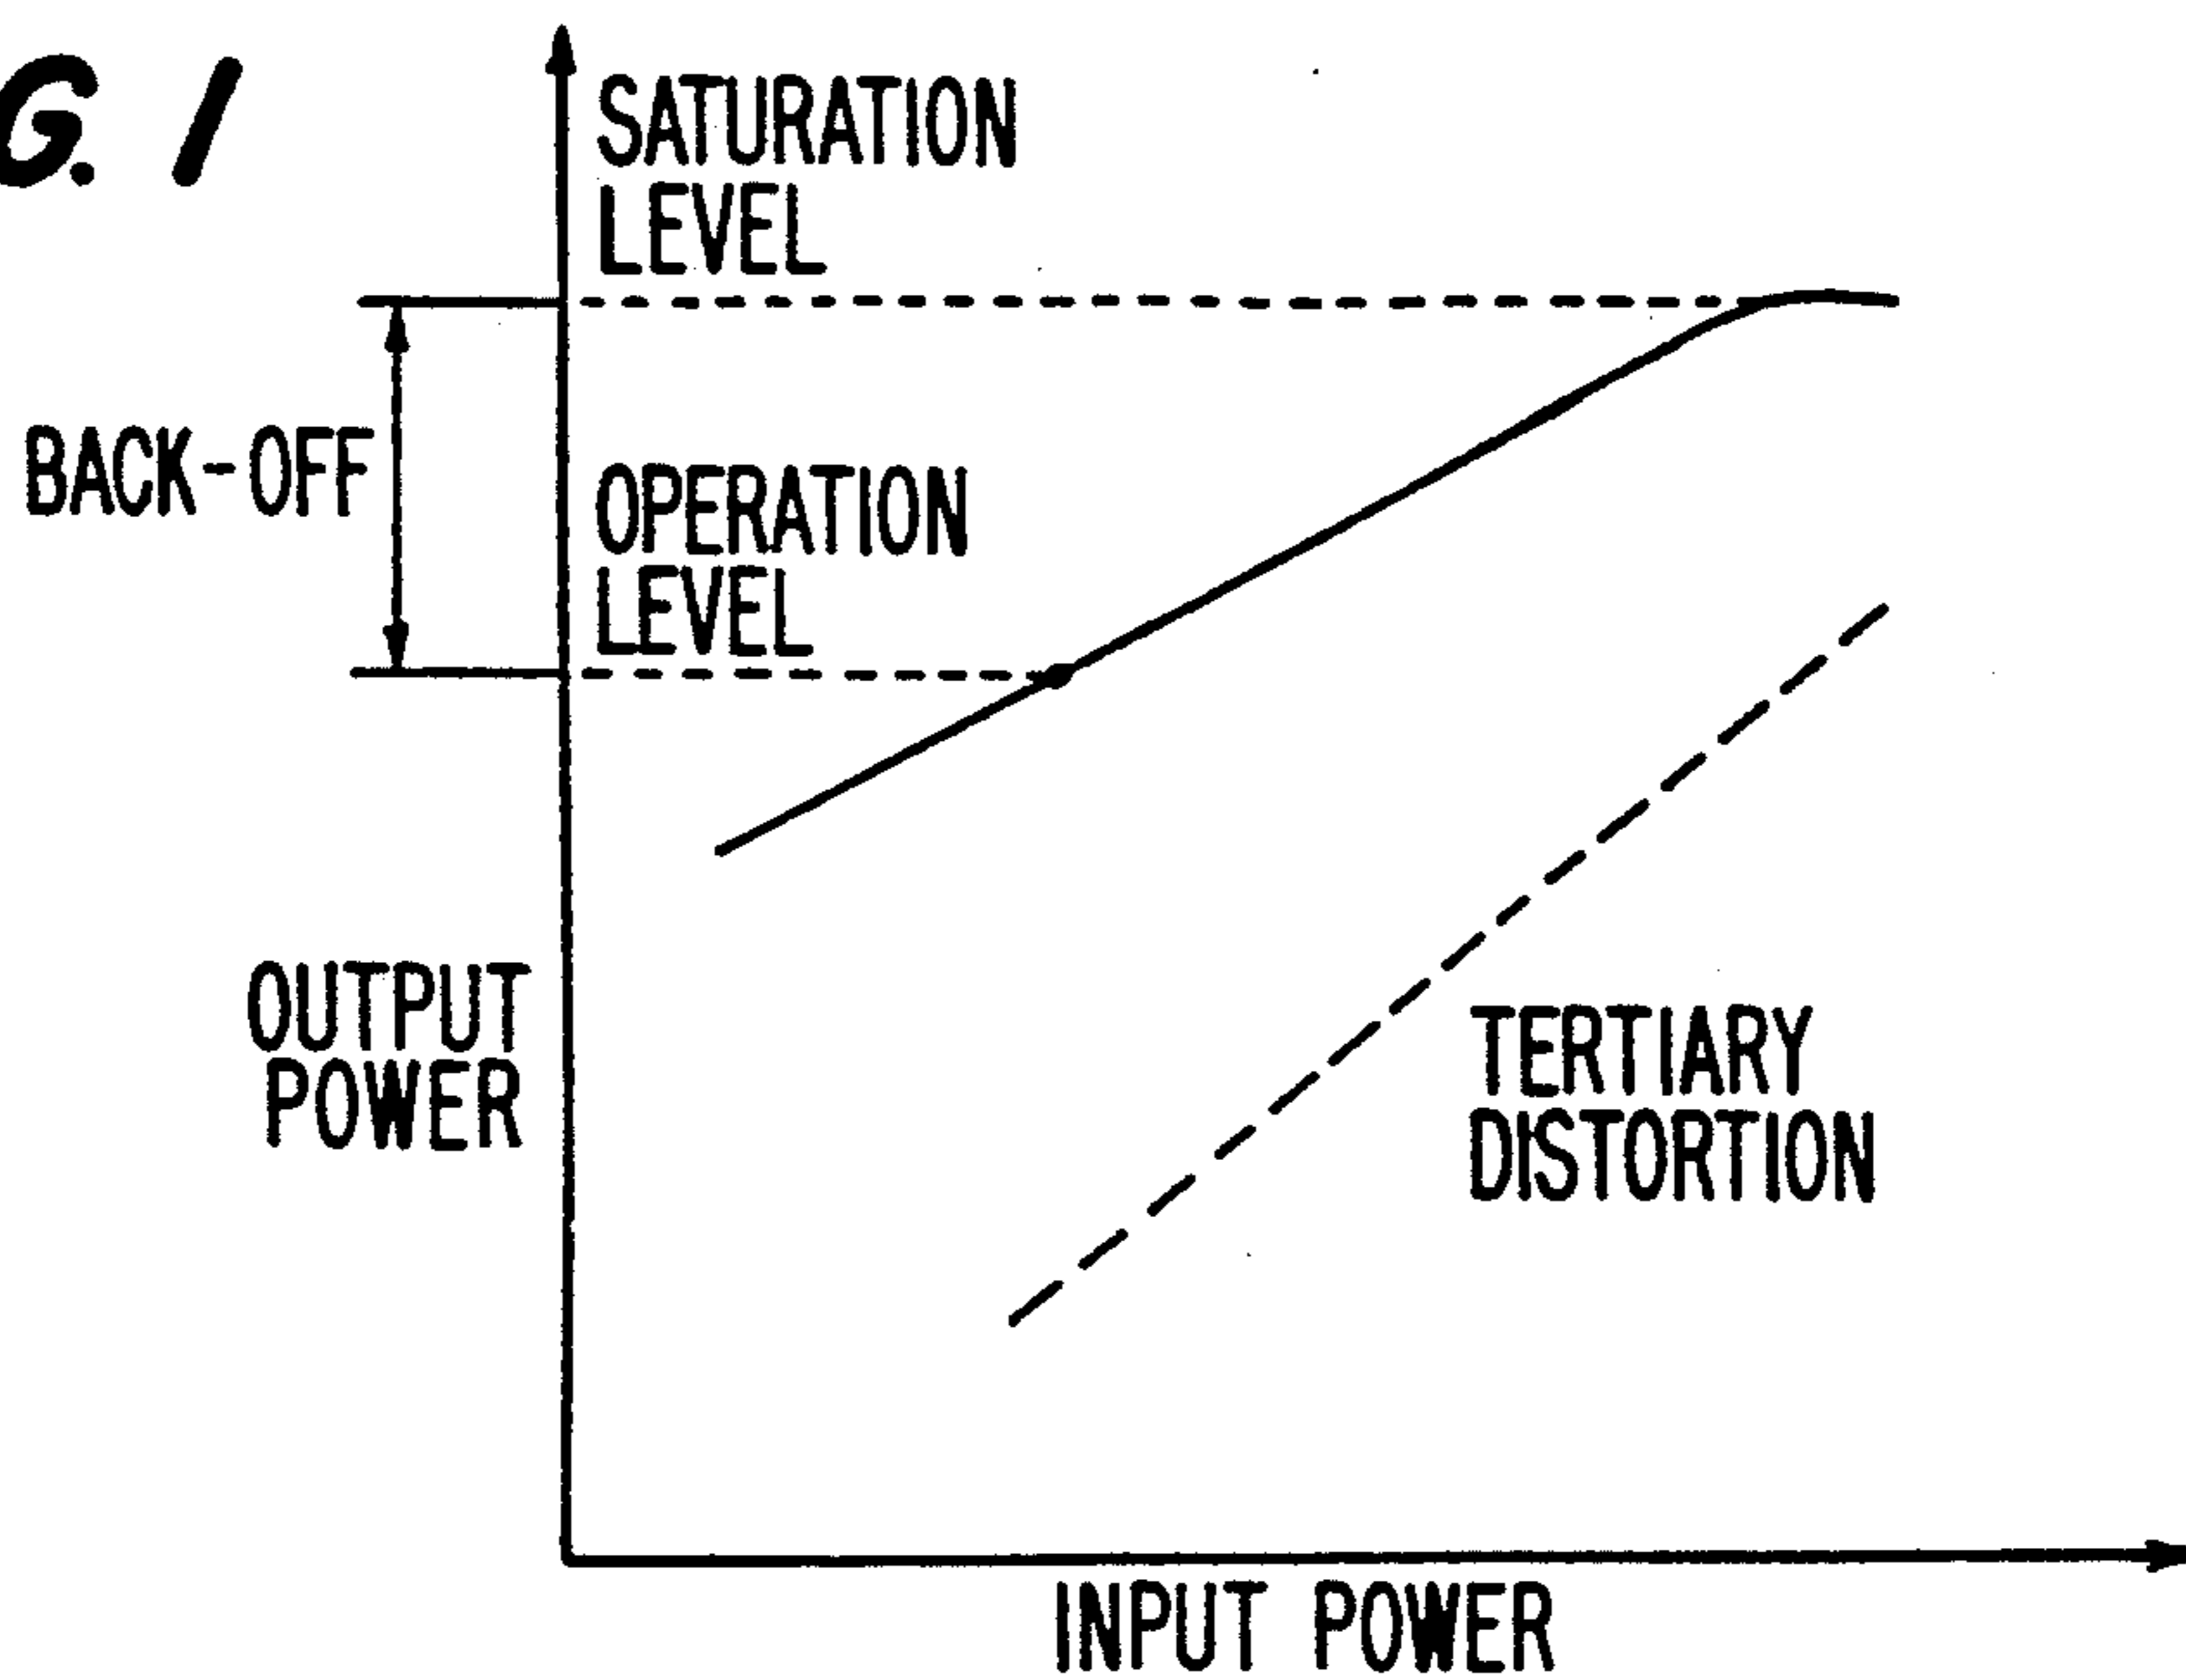 G. 1
SATURATION
LEVEL
BACK-OFF
OPERATION
LEVEL
OUTPUT
POWER
TERTIARY
DISTORTION
INPUT POWER